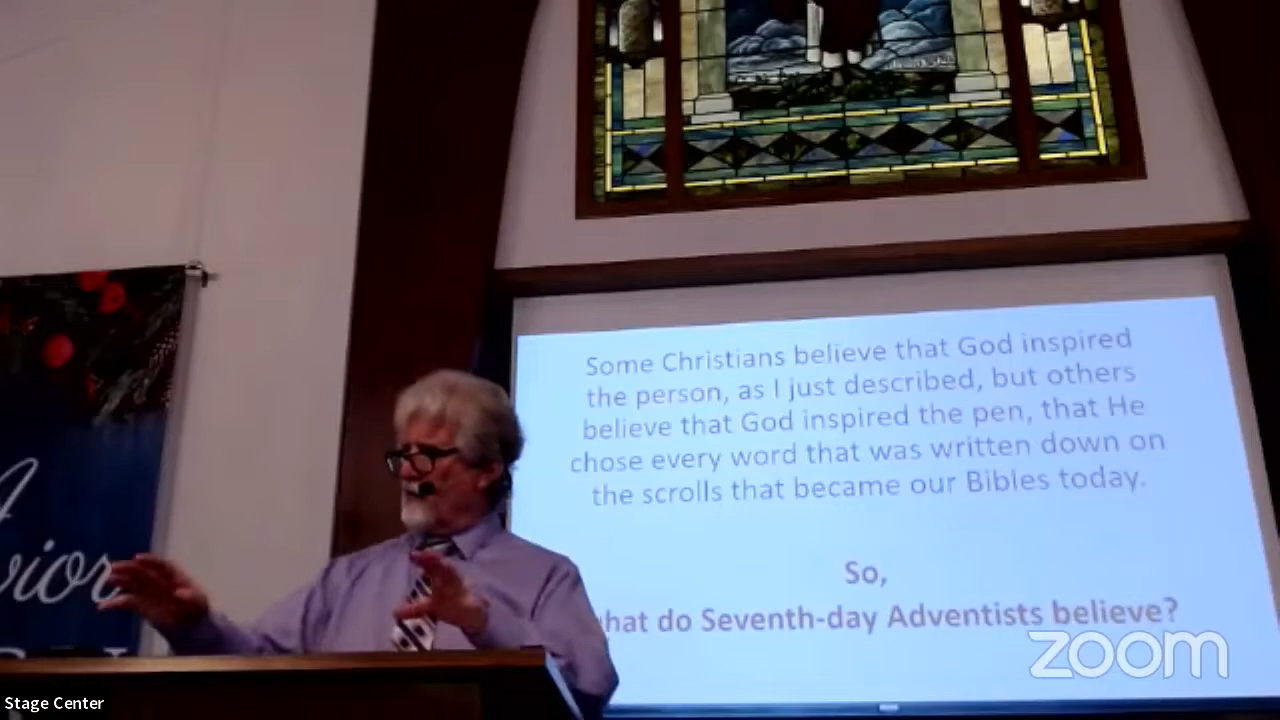 Some Christians believe that God inspired
the person, as I just described, but others
believe that God inspired the pen, that He
chose every word that was written down on
the scrolls that became our Bibles today.
So,
hat do Seventh-day Adventists believe?
zoom
Stage Center